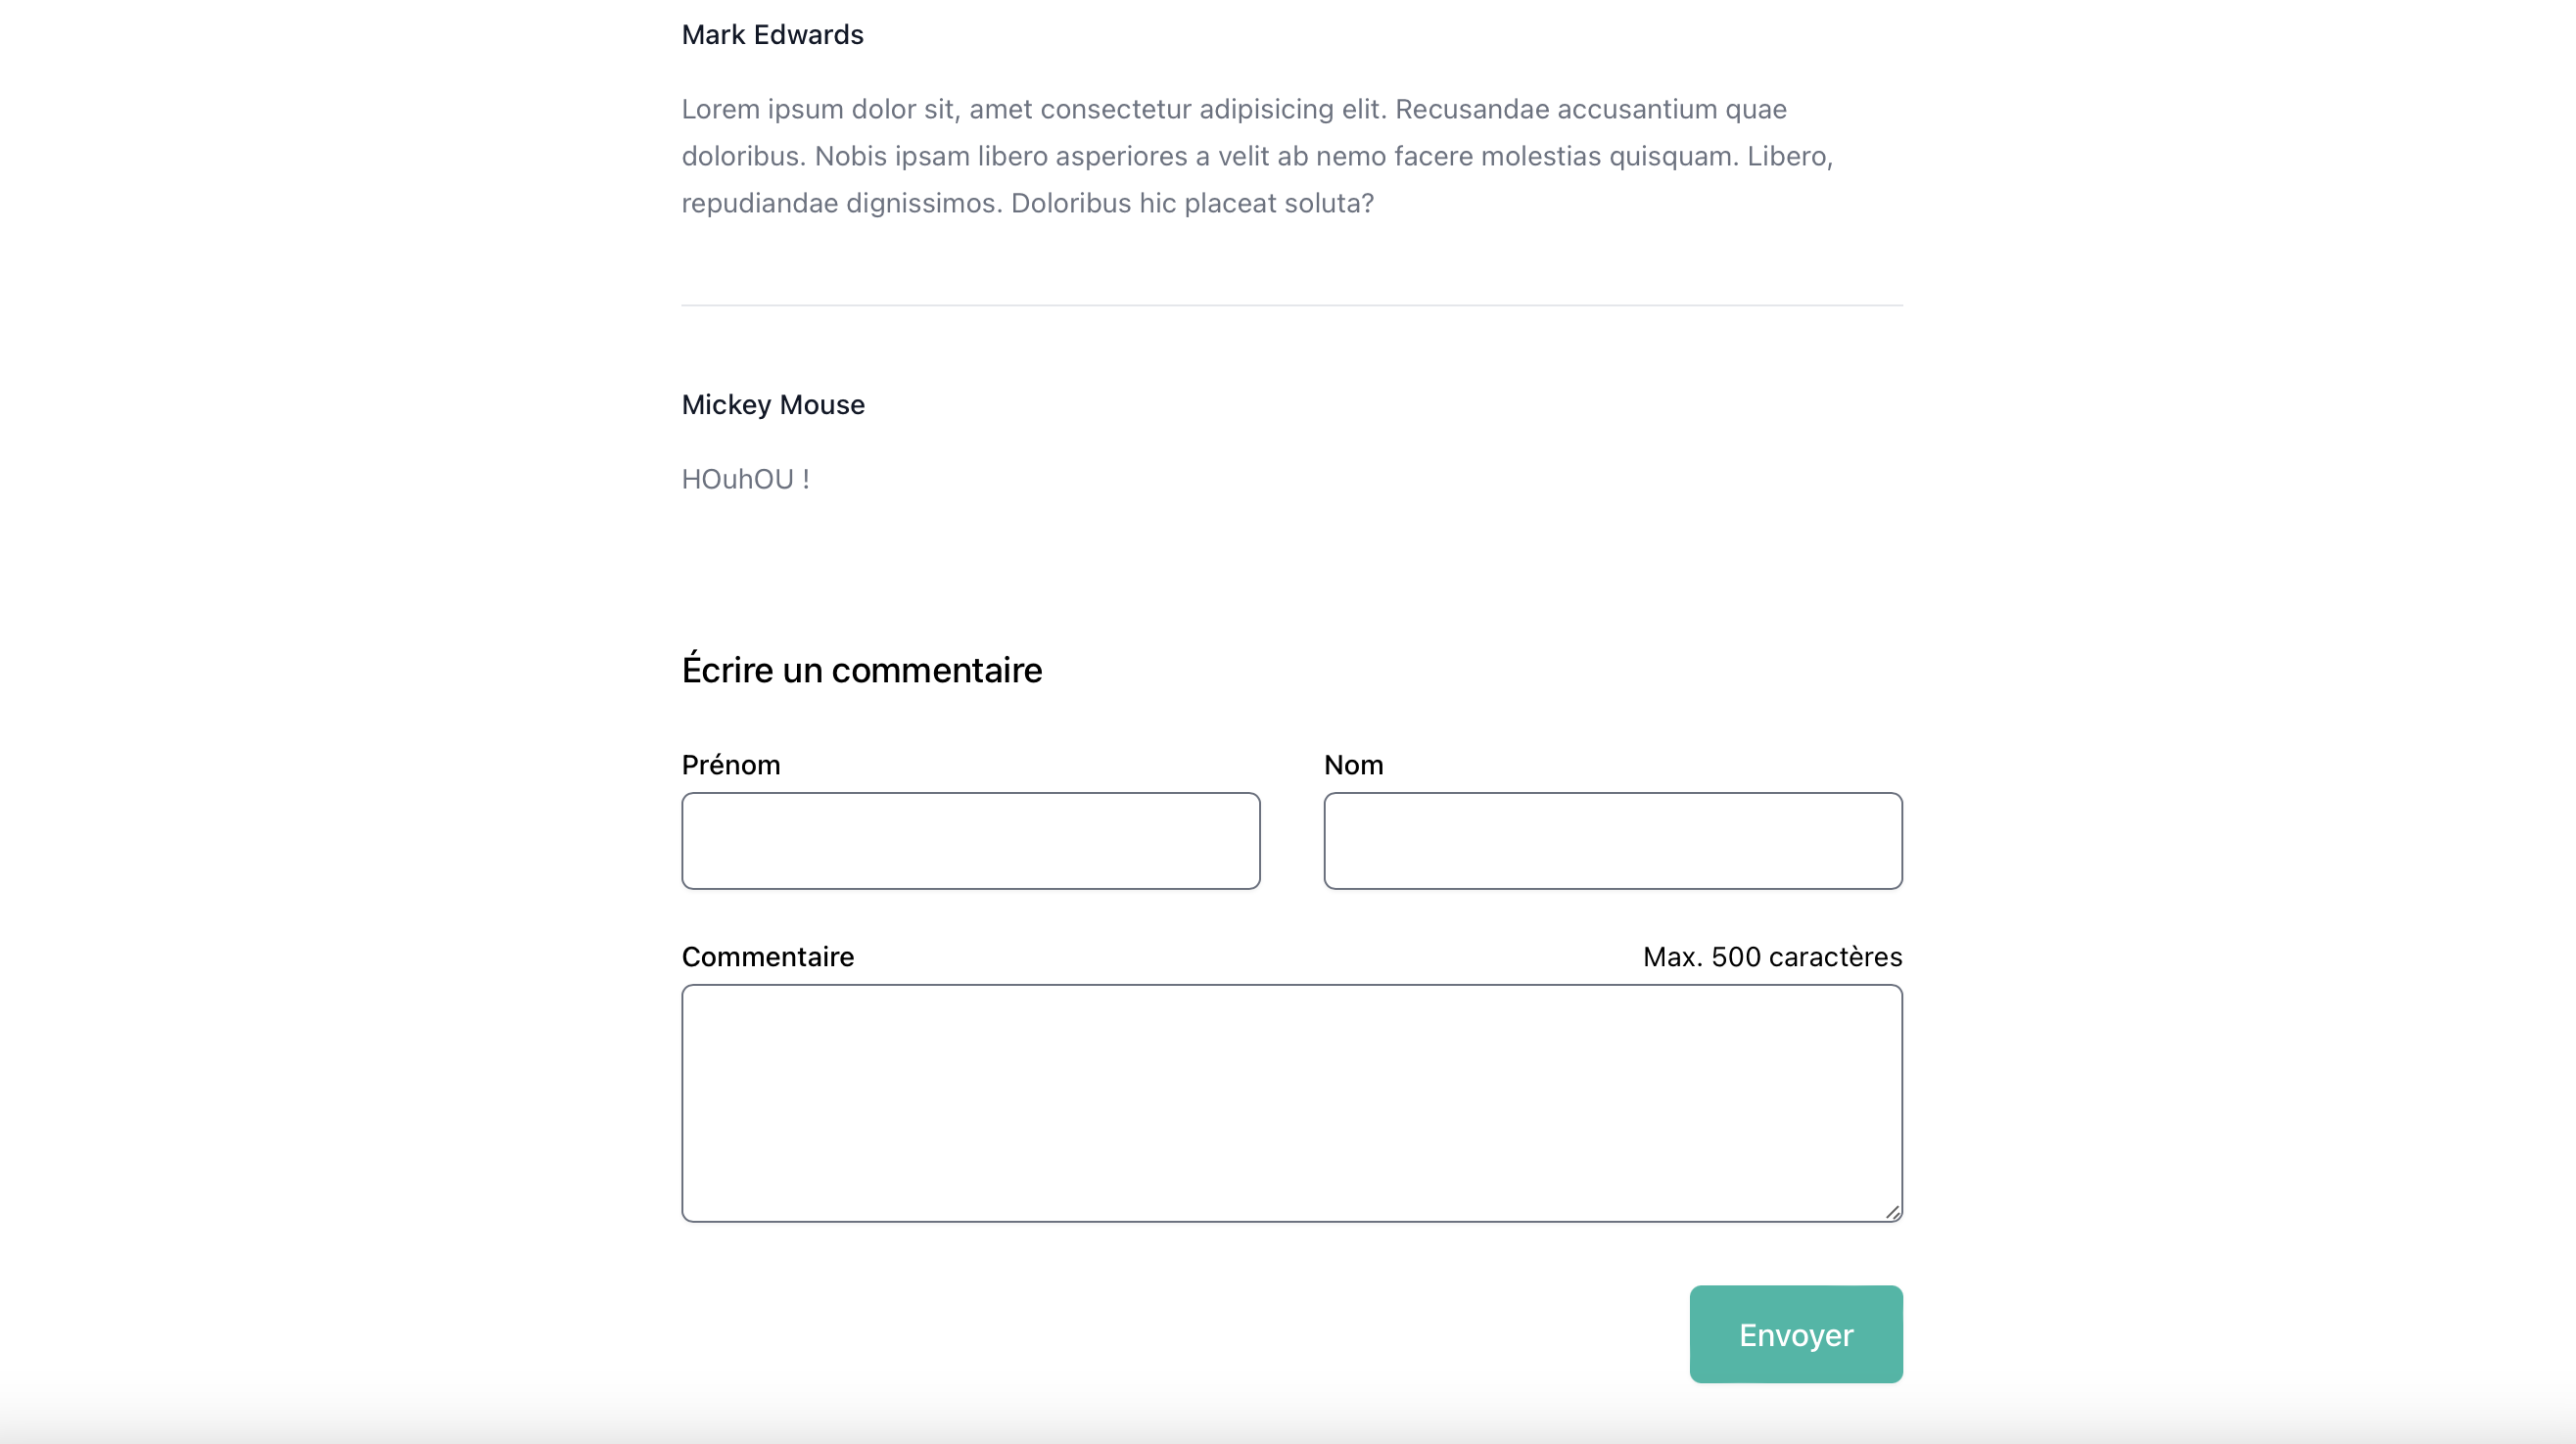 Mark Edwards
Lorem ipsum dolor sit, amet consectetur adipisicing elit. Recusandae accusantium quae
doloribus. Nobis ipsam libero asperiores a velit ab nemo facere molestias quisquam. Libero,
repudiandae dignissimos. Doloribus hic placeat soluta?
Mickey Mouse
HOuhOU !
Écrire un commentaire
Prénom
Nom
Commentaire
Max. 500 caractères
Envoyer